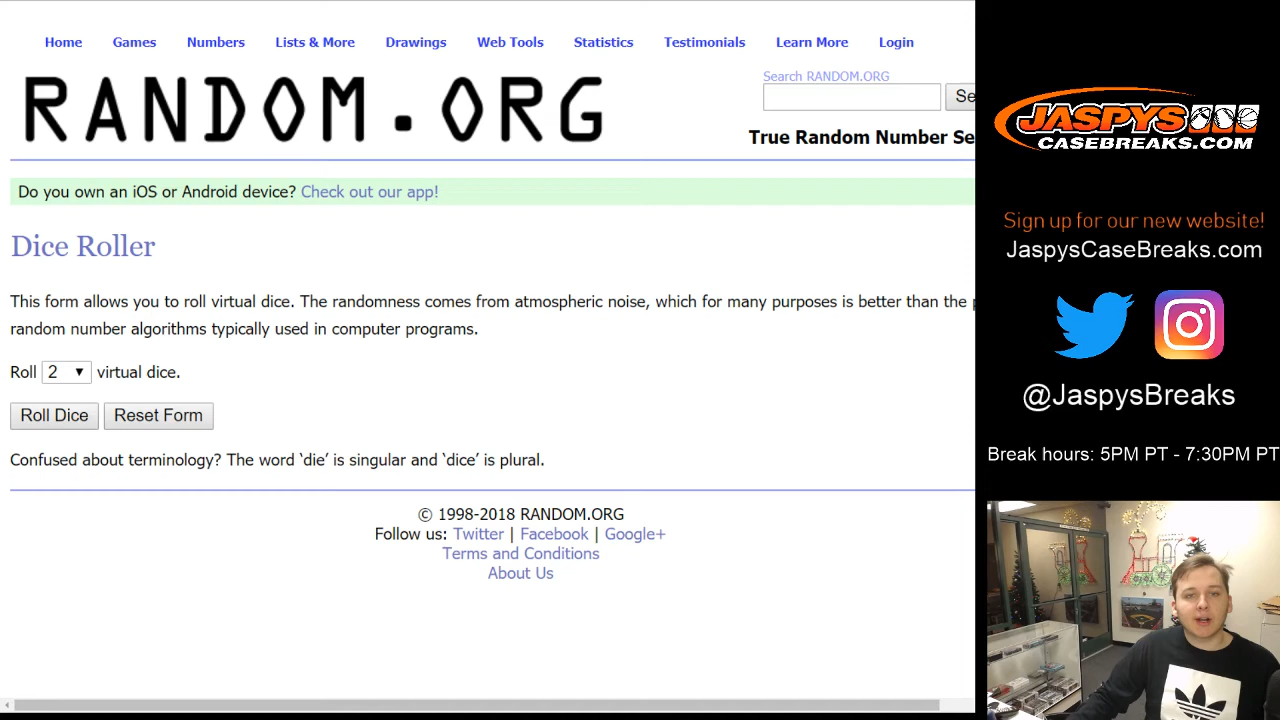 Home Games Numbers Lists & More Drawings Web Tools Statistics Testimonials Learn More Login
RANDOM.ORG
Search RANDOM.ORG
Se
True Random Number Se
Do you own an iOS or Android device? Check out our app!
Dice Roller
This form allows you to roll virtual dice. The randomness comes from atmospheric noise, which for many purposes is better than the
random number algorithms typically used in computer programs.
Roll 2 virtual dice.
Roll Dice Reset Form
Confused about terminology? The word ‘die’ is singular and ‘dice’ is plural.
© 1998-2018 RANDOM.ORG
Follow us: Twitter | Facebook | Google+
Terms and Conditions
About Us
JASPYS
CASEBREAKS.COM
Sign up for our new website!
JaspysCaseBreaks.com
@JaspysBreaks
Break hours: 5PM PT - 7:30PM PT